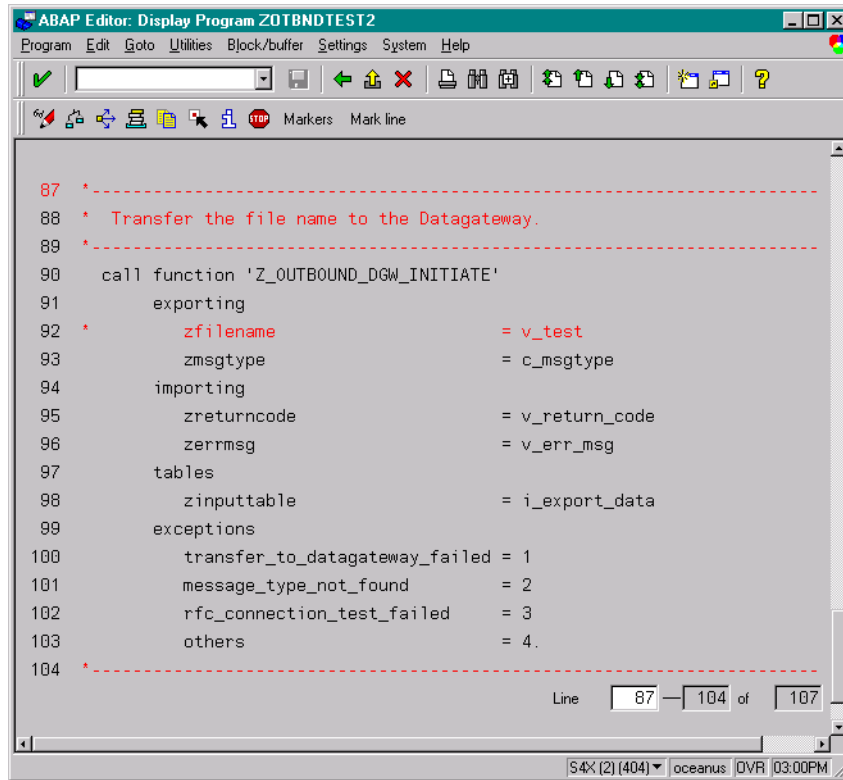 ABAP Editor: Display Program ZOTBNDTEST2
Program Edit Goto Utilities Block/buffer Settings System Help
STOP Markers Mark line
87 *-----------------------------------------------------------------------
88 * Transfer the file name to the Datagateway.
89 *-----------------------------------------------------------------------
90 call function 'Z_OUTBOUND_DGW_INITIATE'
91 exporting
92 * zfilename = v_test
93 zmsgtype = c_msgtype
94 importing
95 zreturncode = v_return_code
96 zerrmsg = v_err_msg
97 tables
98 zinputtable = i_export_data
99 exceptions
100 transfer_to_datagateway_failed = 1
101 message_type_not_found = 2
102 rfc_connection_test_failed = 3
103 others = 4.
104 *-----------------------------------------------------------------------
Line 87 — 104 of 107
S4X (2) (404) oceanus OVR 03:00PM